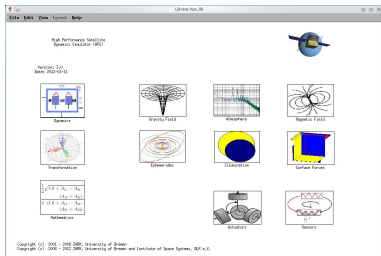 Library hps_lib
File Edit View Format Help
High Performance Satellite
Dynamics Simulator (HPS)
Version: 3.0
Date: 2012-01-11
Dynamics
Gravity Field
Atmosphere
Magnetic Field
Transformation
Ephemerides
Illumination
Surface Forces
Mathematics
Actuators
Sensors
Copyright (c) 2001 - 2008 ZARM, University of Bremen
Copyright (c) 2008 - 2012 ZARM, University of Bremen and Institute of Space Systems, DLR e.V.